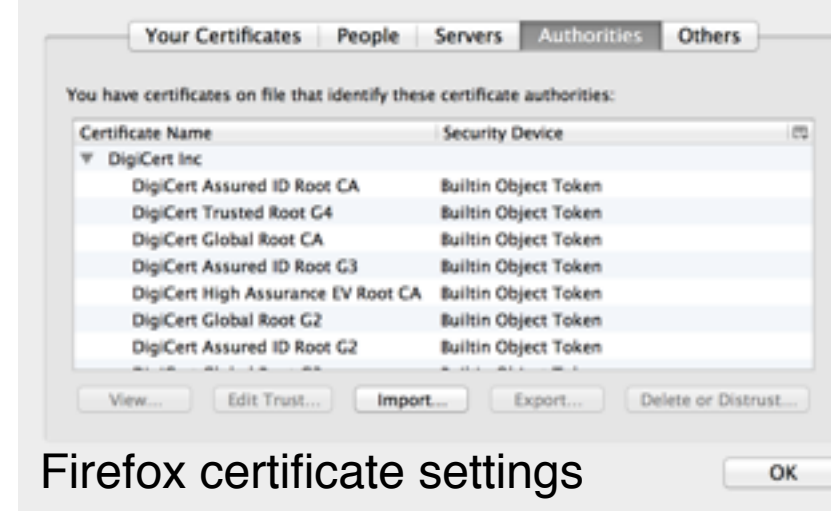 Your Certificates People Servers Authorities Others
You have certificates on file that identify these certificate authorities:
Certificate Name Security Device
DigiCert Inc
DigiCert Assured ID Root CA Builtin Object Token
DigiCert Trusted Root G4 Builtin Object Token
DigiCert Global Root CA Builtin Object Token
DigiCert Assured ID Root G3 Builtin Object Token
DigiCert High Assurance EV Root CA Builtin Object Token
DigiCert Global Root G2 Builtin Object Token
DigiCert Assured ID Root G2 Builtin Object Token
View... Edit Trust... Import... Export... Delete or Distrust...
Firefox certificate settings OK